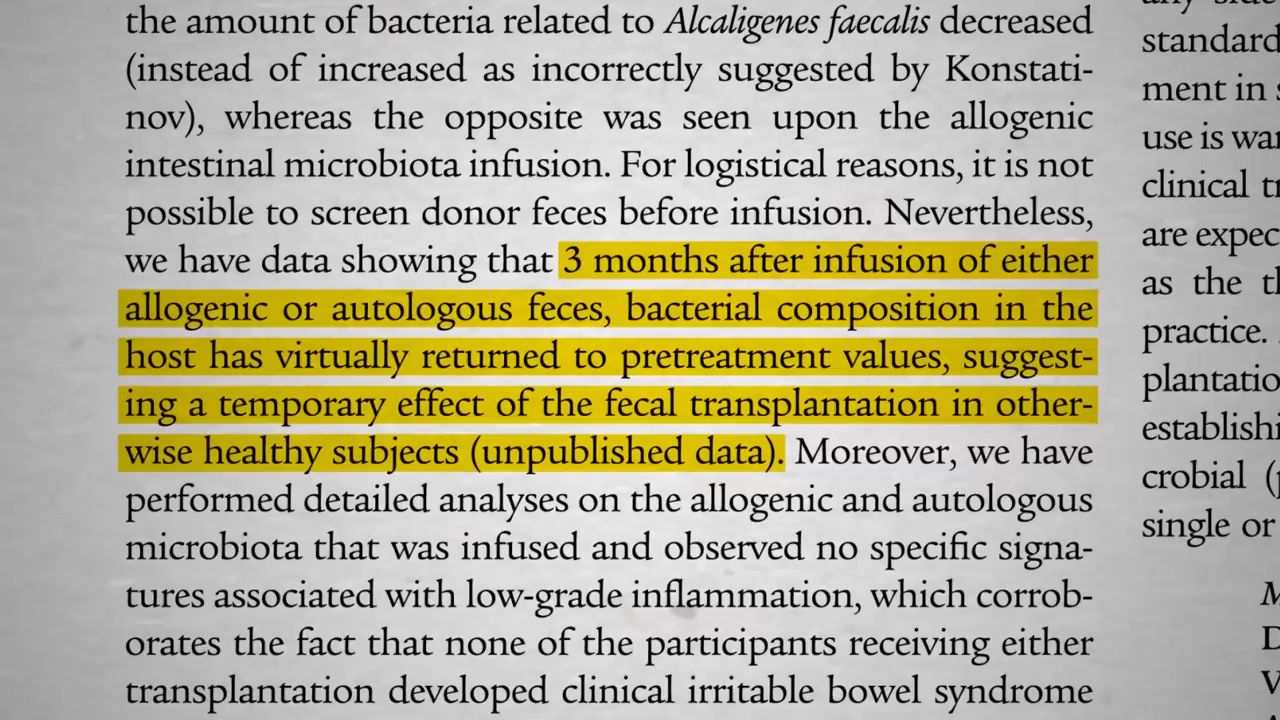 the amount of bacteria related to Alcaligenes faecalis decreased
(instead of increased as incorrectly suggested by Konstati-
nov), whereas the opposite was seen upon the allogenic
intestinal microbiota infusion. For logistical reasons, it is not
possible to screen donor feces before infusion. Nevertheless,
we have data showing that 3 months after infusion of either
allogenic or autologous feces, bacterial composition in the
host has virtually returned to pretreatment values, suggest-
ing a temporary effect of the fecal transplantation in other-
wise healthy subjects (unpublished data). Moreover, we have
performed detailed analyses on the allogenic and autologous
microbiota that was infused and observed no specific signa-
tures associated with low-grade inflammation, which corrob-
orates the fact that none of the participants receiving either
transplantation developed clinical irritable bowel syndrome
standard
ment in
use is
clinical
are
as the
practice.
crobial
single or